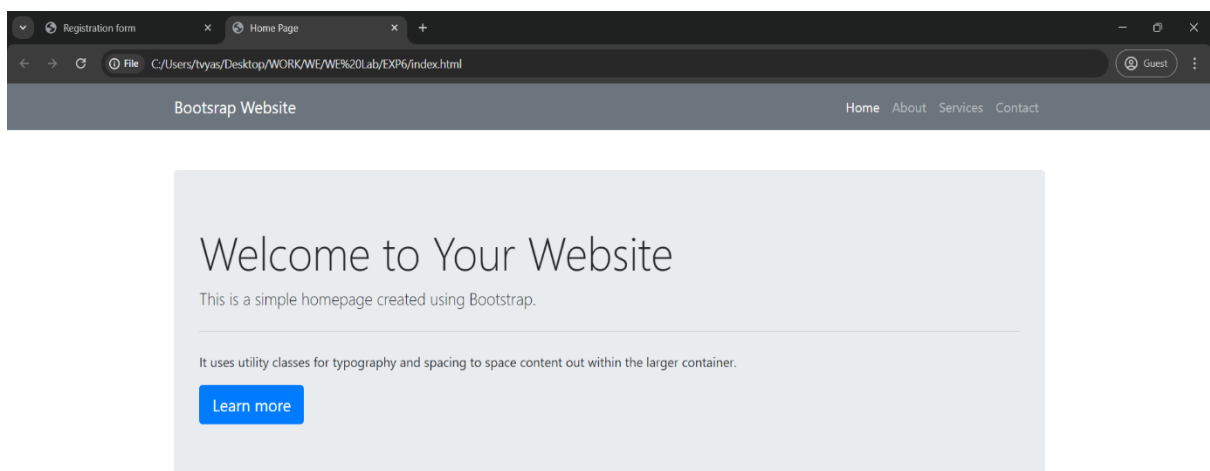 Registration form
Home Page
File C:/Users/tvyas/Desktop/WORK/WE/WE%20Lab/EXP6/index.html Guest
Bootsrap Website Home About Services Contact
Welcome to Your Website
This is a simple homepage created using Bootstrap.
It uses utility classes for typography and spacing to space content out within the larger container.
Learn more